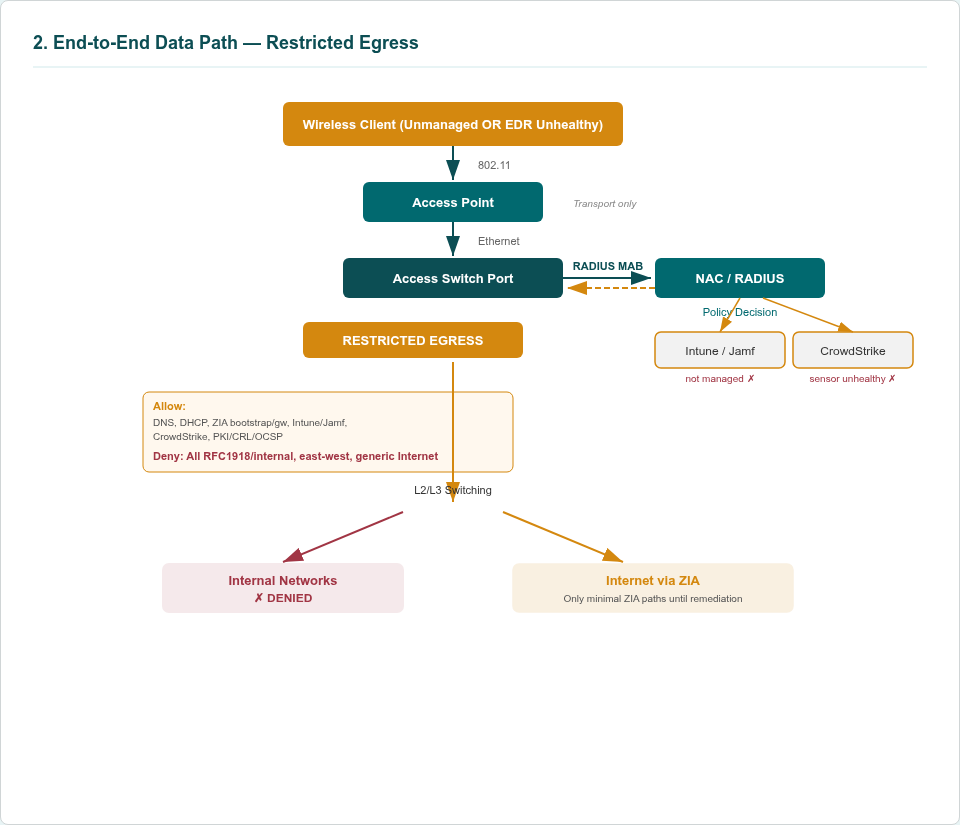 2. End-to-End Data Path — Restricted Egress
Wireless Client (Unmanaged OR EDR Unhealthy)
802.11
Access Point
Transport only
Ethernet
Access Switch Port
RADIUS MAB
NAC / RADIUS
Policy Decision
RESTRICTED EGRESS
Intune / Jamf
CrowdStrike
not managed ✗
sensor unhealthy ✗
Allow:
DNS, DHCP, ZIA bootstrap/gw, Intune/Jamf,
CrowdStrike, PKI/CRL/OCSP
Deny: All RFC1918/internal, east-west, generic Internet
L2/L3 Switching
Internal Networks
✗ DENIED
Internet via ZIA
Only minimal ZIA paths until remediation